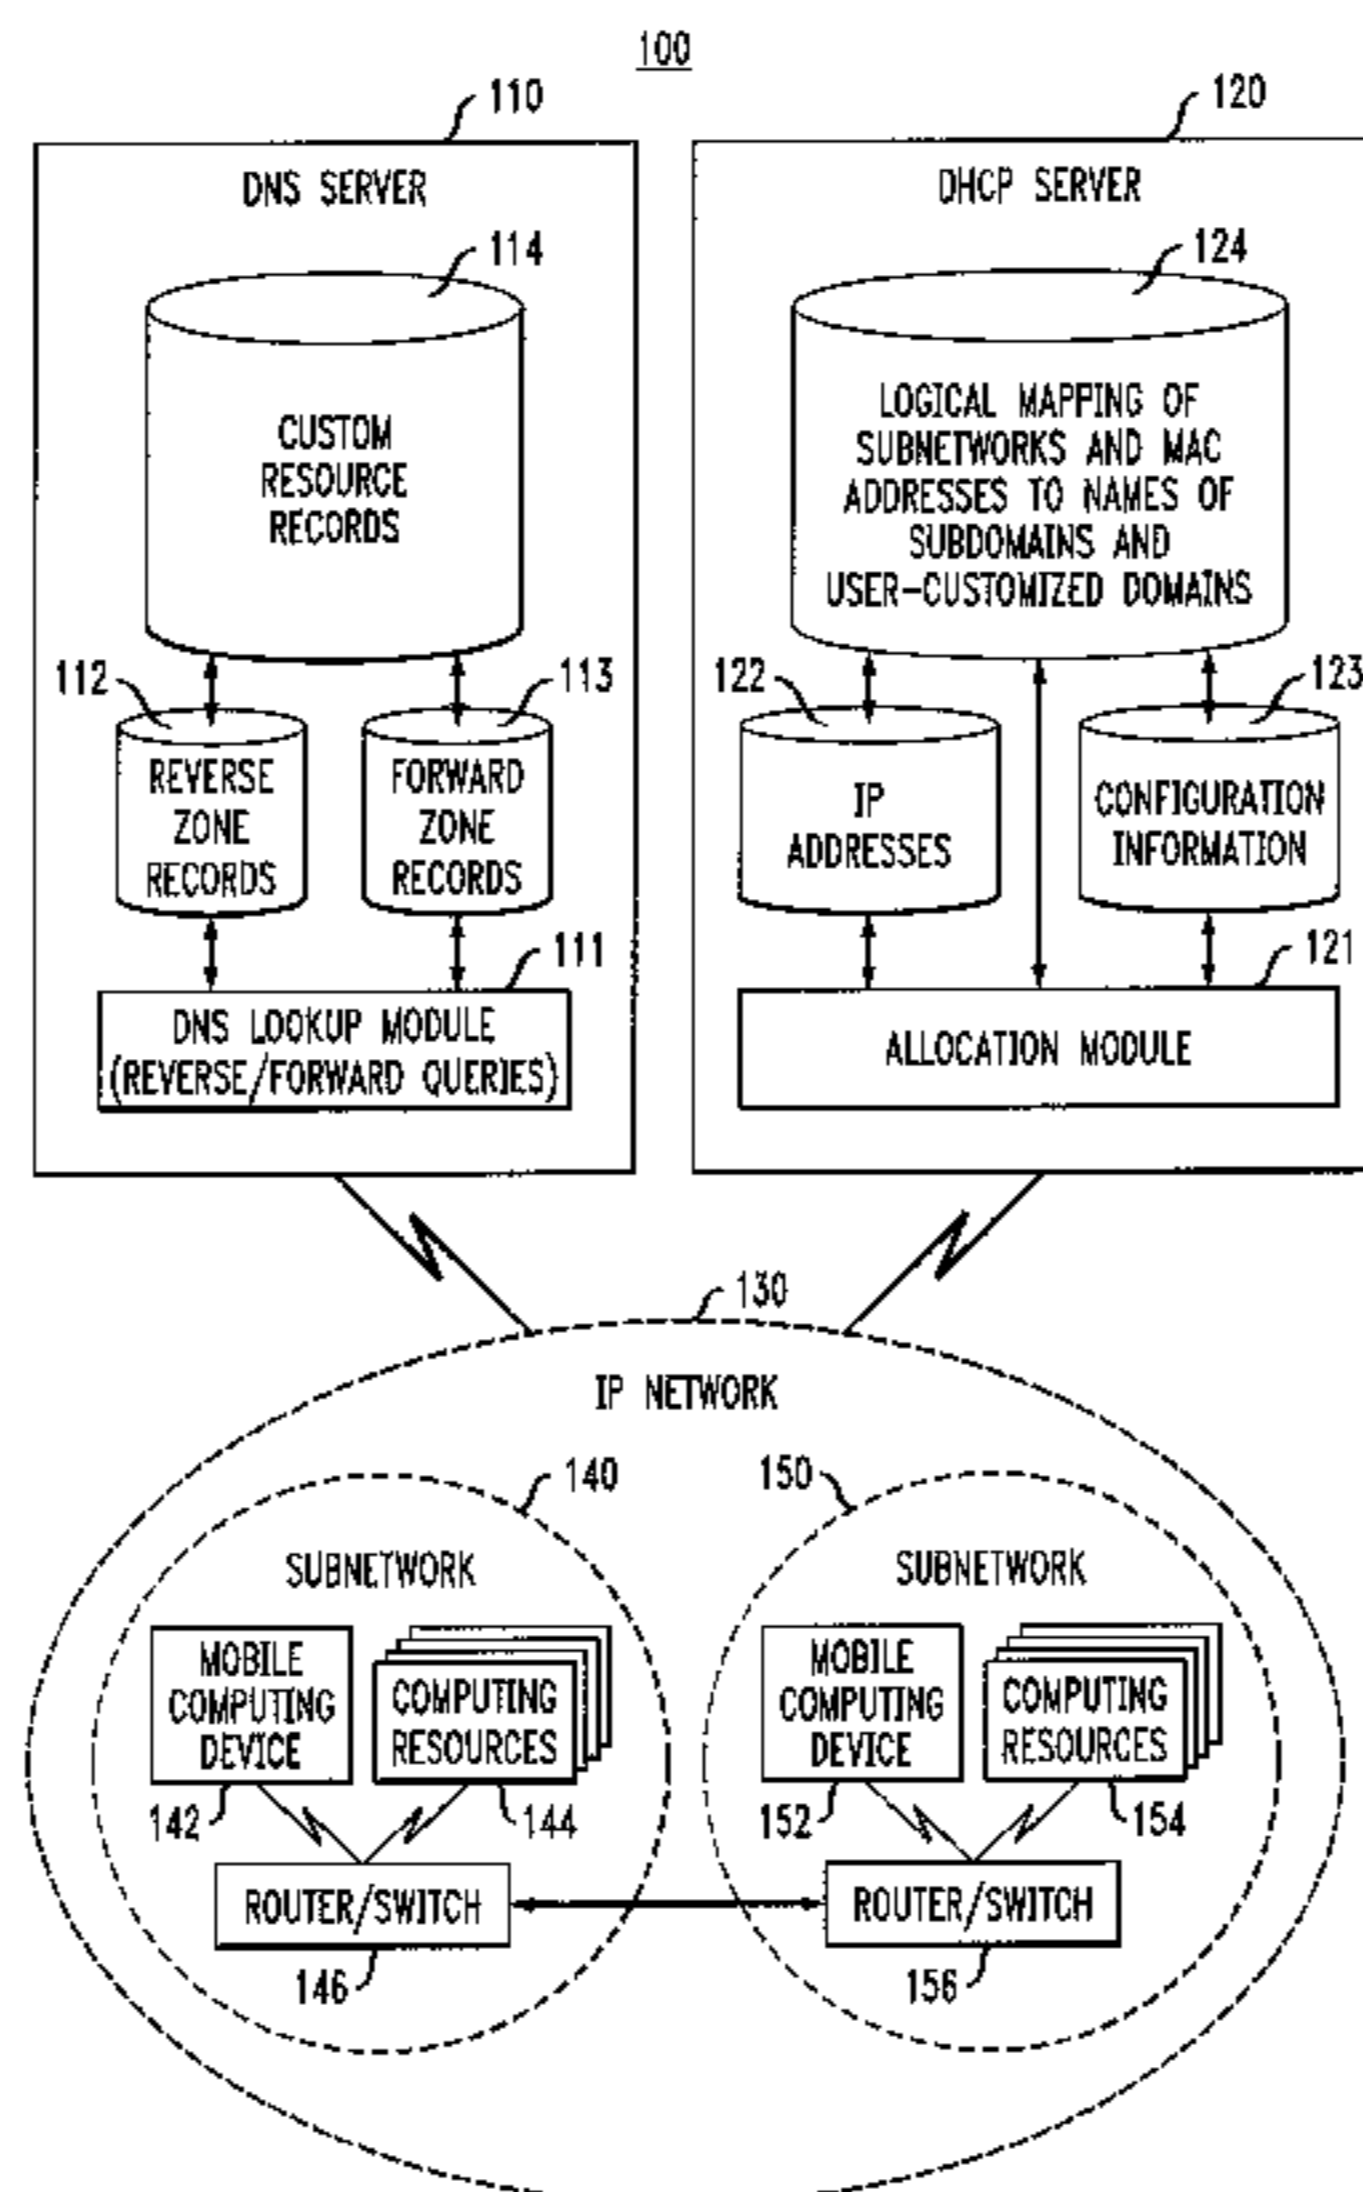 100
110
120
DNS SERVER
DHCP SERVER
114
124
CUSTOM
RESOURCE
RECORDS
LOGICAL MAPPING OF
SUBNETWORKS AND MAC
ADDRESSES TO NAMES OF
SUBDOMAINS AND
USER-CUSTOMIZED DOMAINS
112
113
122
123
REVERSE
ZONE
RECORDS
FORWARD
ZONE
RECORDS
IP
ADDRESSES
CONFIGURATION
INFORMATION
111
121
DNS LOOKUP MODULE
(REVERSE/FORWARD QUERIES)
ALLOCATION MODULE
130
IP NETWORK
140
150
SUBNETWORK
SUBNETWORK
MOBILE
COMPUTING
DEVICE
COMPUTING
RESOURCES
MOBILE
COMPUTING
DEVICE
COMPUTING
RESOURCES
142
144
152
154
ROUTER/SWITCH
ROUTER/SWITCH
146
156